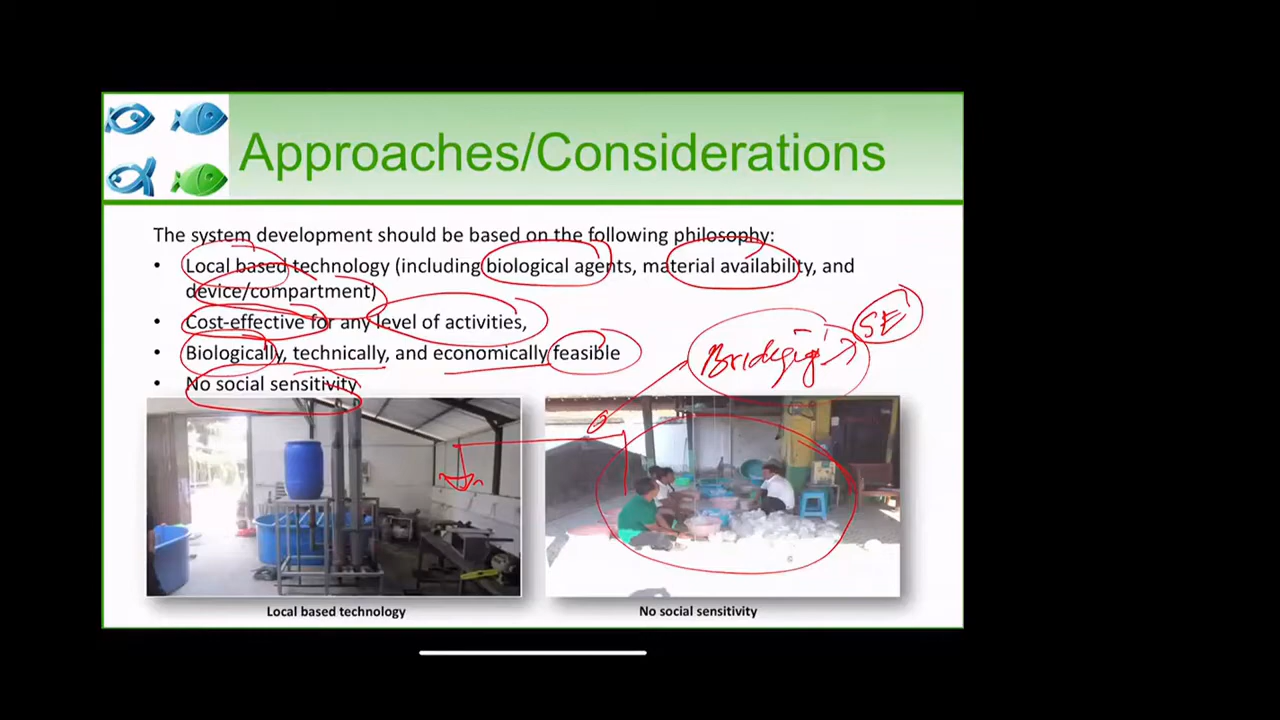 Approaches/Considerations
The system development should be based on the following philosophy:
• Local based technology (including biological agents, material availability, and
device/compartment)
• Cost-effective for any level of activities,
• Biologically, technically, and economically feasible
• No social sensitivity
SE
Local based technology
No social sensitivity